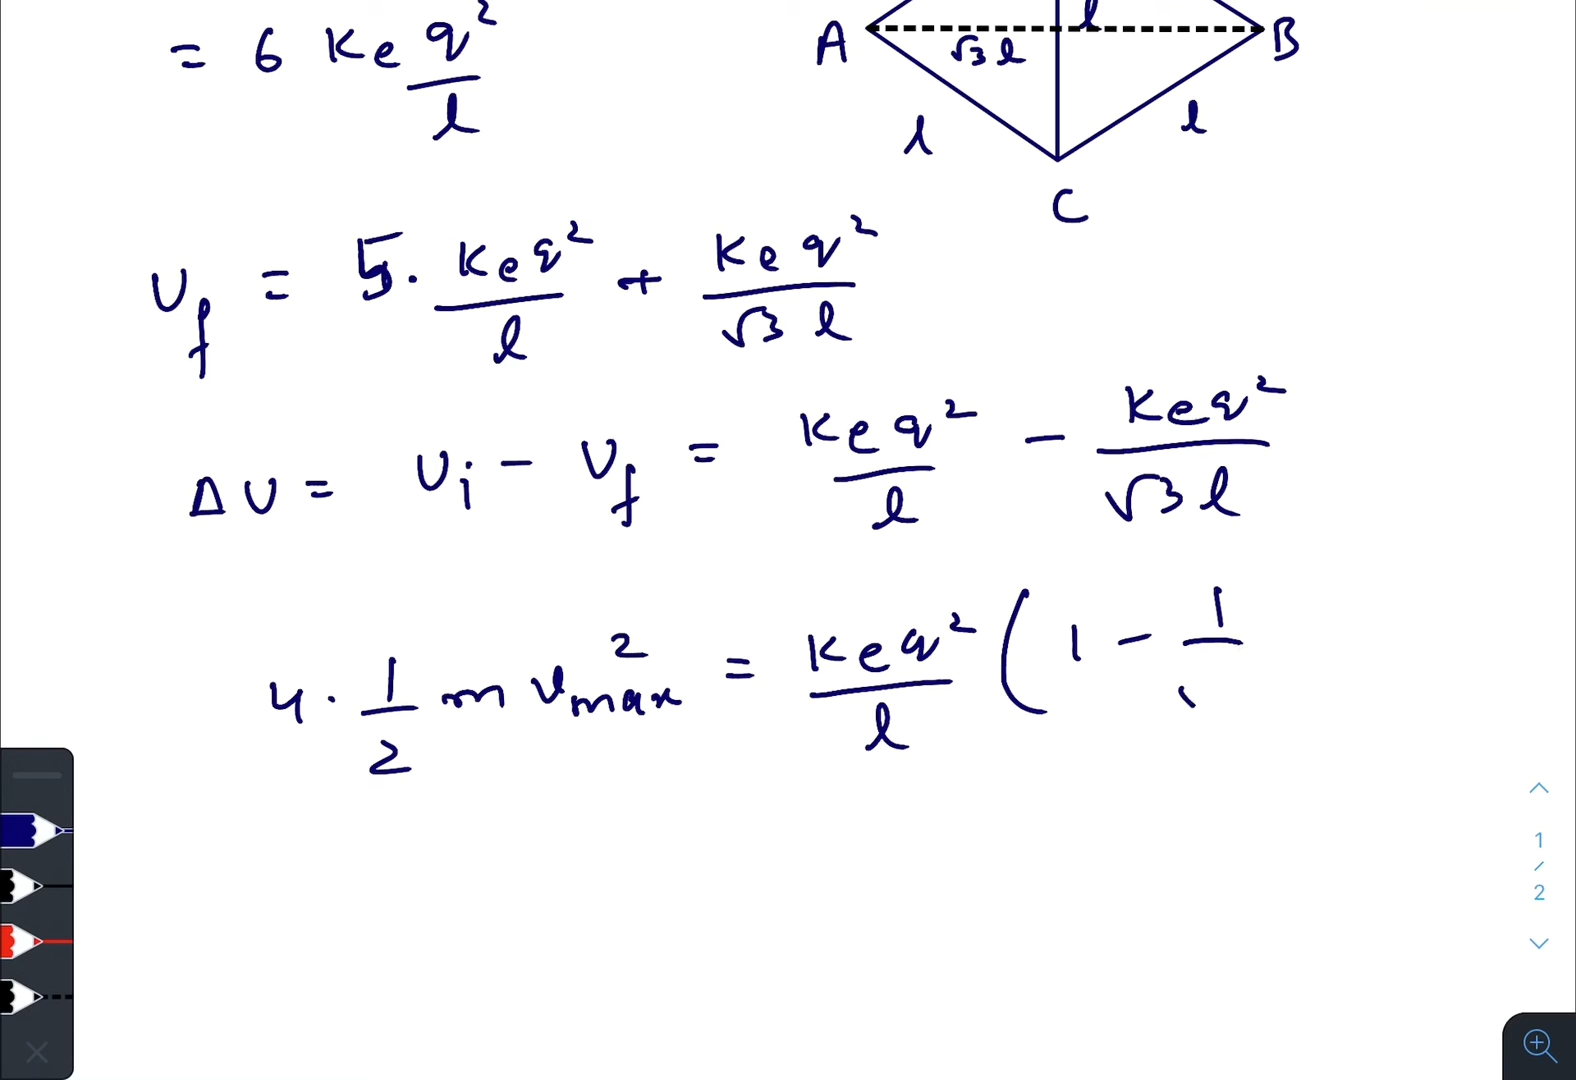 = 6 Ke q² / l
l
A √3 l B
l l
C
U_f = 5 · Ke q² / l + Ke q² / √3 l
ΔU = U_i − U_f = Ke q² / l − Ke q² / √3 l
4 · 1/2 m v_max² = Ke q² / l ( 1 − 1 /
1
/
2